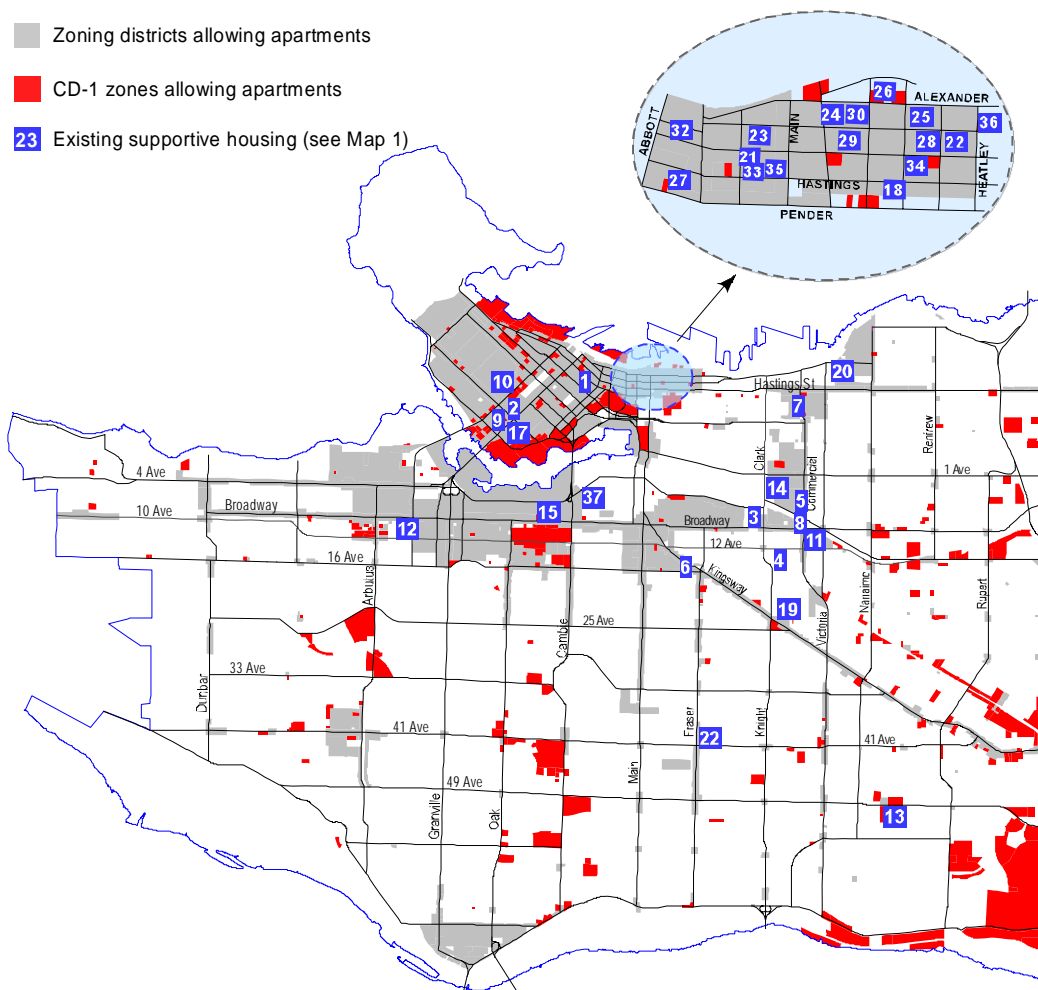 Zoning districts allowing apartments
CD-1 zones allowing apartments
23 Existing supportive housing (see Map 1)
26
ALEXANDER
24 30 25 36
ABBOTT
32 23 MAIN 29 28 22
21
33 35 34
HEATLEY
27 HASTINGS 18
PENDER
10 1 20
Hastings St
2 7
9
17
Renfrew
Clark
Commercial
4 Ave 1 Ave
14
37 5
Broadway
10 Ave
15 3 Broadway 8
12 11
12 Ave
16 Ave 4
6
Kingsway
Arbutus
Nanaimo
Rupert
19
25 Ave
Victoria
Cambie
33 Ave
Dunbar
41 Ave Fraser 22 Knight 41 Ave
Main
49 Ave
Granville Oak
13